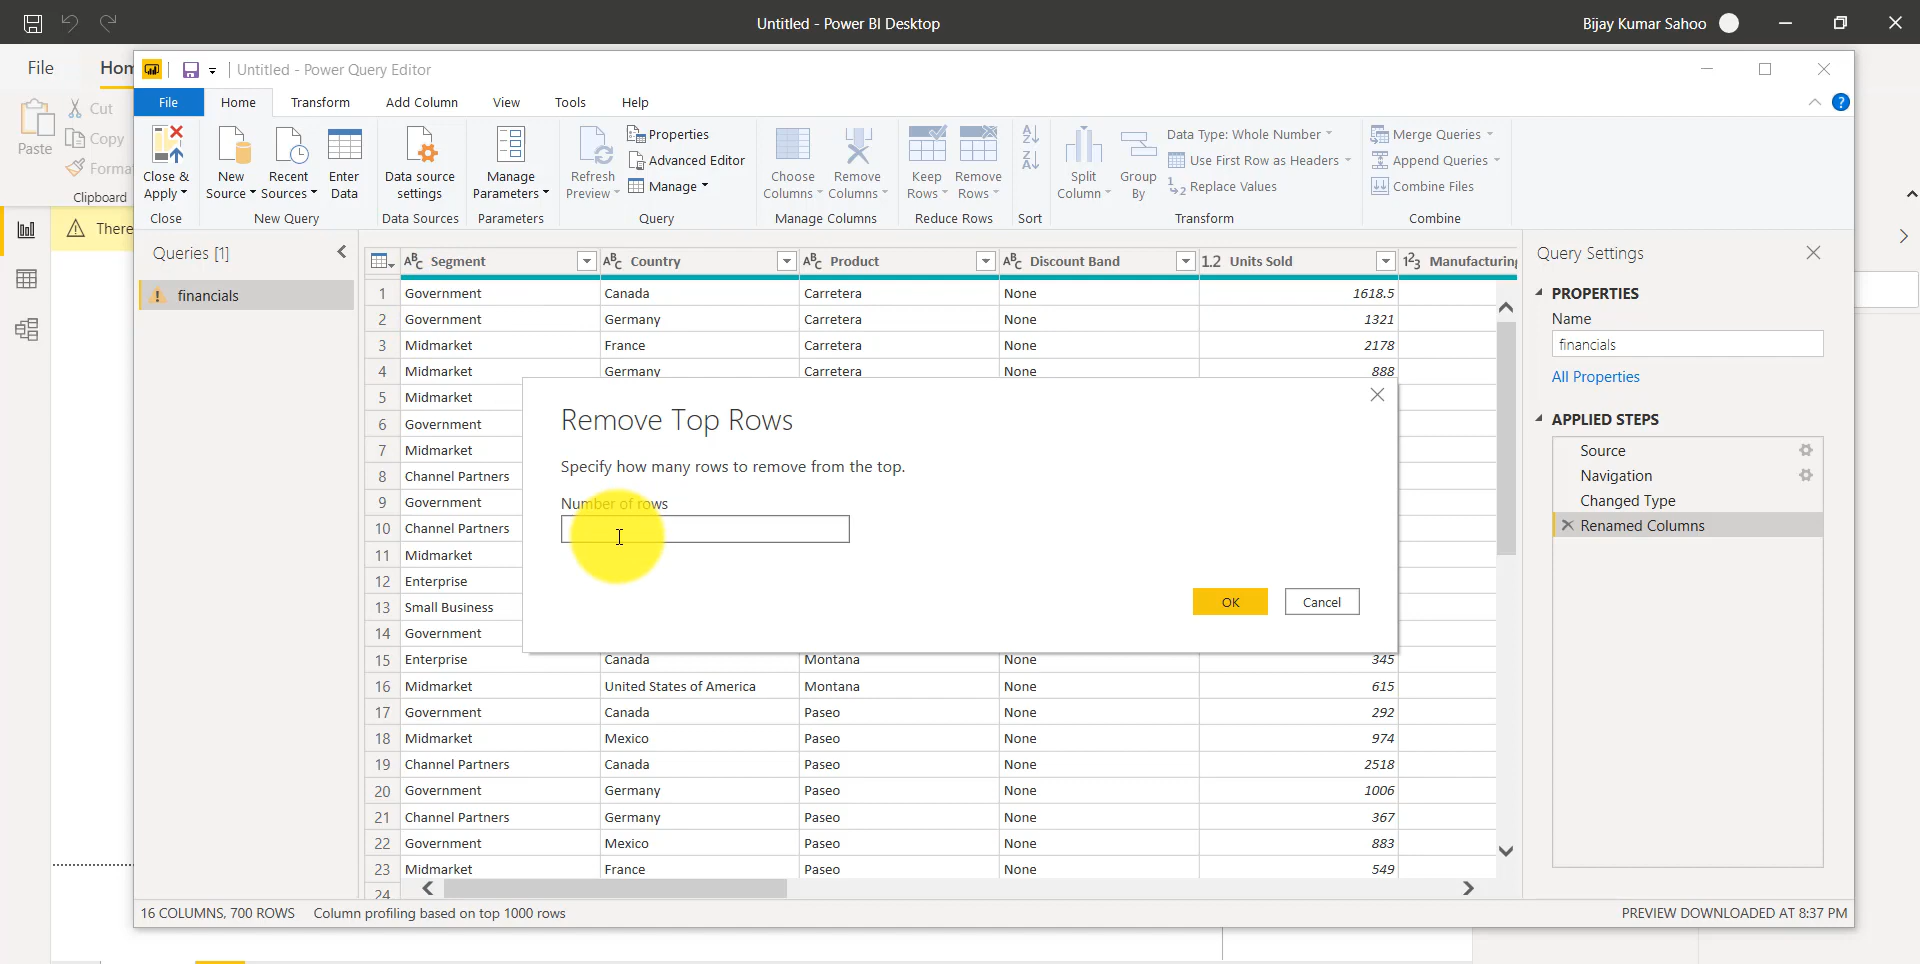 Untitled - Power BI Desktop
Bijay Kumar Sahoo
File
Hom
Paste
Cut
Copy
Forma
Clipboard
There
Untitled - Power Query Editor
File Home Transform Add Column View Tools Help
Close & Apply
Close
New Source
Recent Sources
Enter Data
New Query
Data source settings
Data Sources
Manage Parameters
Parameters
Refresh Preview
Properties
Advanced Editor
Manage
Query
Choose Columns
Remove Columns
Manage Columns
Keep Rows
Remove Rows
Reduce Rows
Sort
Split Column
Group By
Data Type: Whole Number
Use First Row as Headers
Replace Values
Transform
Merge Queries
Append Queries
Combine Files
Combine
Queries [1]
financials
Segment Country Product Discount Band 1.2 Units Sold 123 Manufacturing
1 Government Canada Carretera None 1618.5
2 Government Germany Carretera None 1321
3 Midmarket France Carretera None 2178
4 Midmarket Germany Carretera None 888
5 Midmarket
6 Government
7 Midmarket
8 Channel Partners
9 Government
10 Channel Partners
11 Midmarket
12 Enterprise
13 Small Business
14 Government
15 Enterprise Canada Montana None 345
16 Midmarket United States of America Montana None 615
17 Government Canada Paseo None 292
18 Midmarket Mexico Paseo None 974
19 Channel Partners Canada Paseo None 2518
20 Government Germany Paseo None 1006
21 Channel Partners Germany Paseo None 367
22 Government Mexico Paseo None 883
23 Midmarket France Paseo None 549
24
Remove Top Rows
Specify how many rows to remove from the top.
Number of rows
OK
Cancel
Query Settings
PROPERTIES
Name
financials
All Properties
APPLIED STEPS
Source
Navigation
Changed Type
Renamed Columns
16 COLUMNS, 700 ROWS
Column profiling based on top 1000 rows
PREVIEW DOWNLOADED AT 8:37 PM